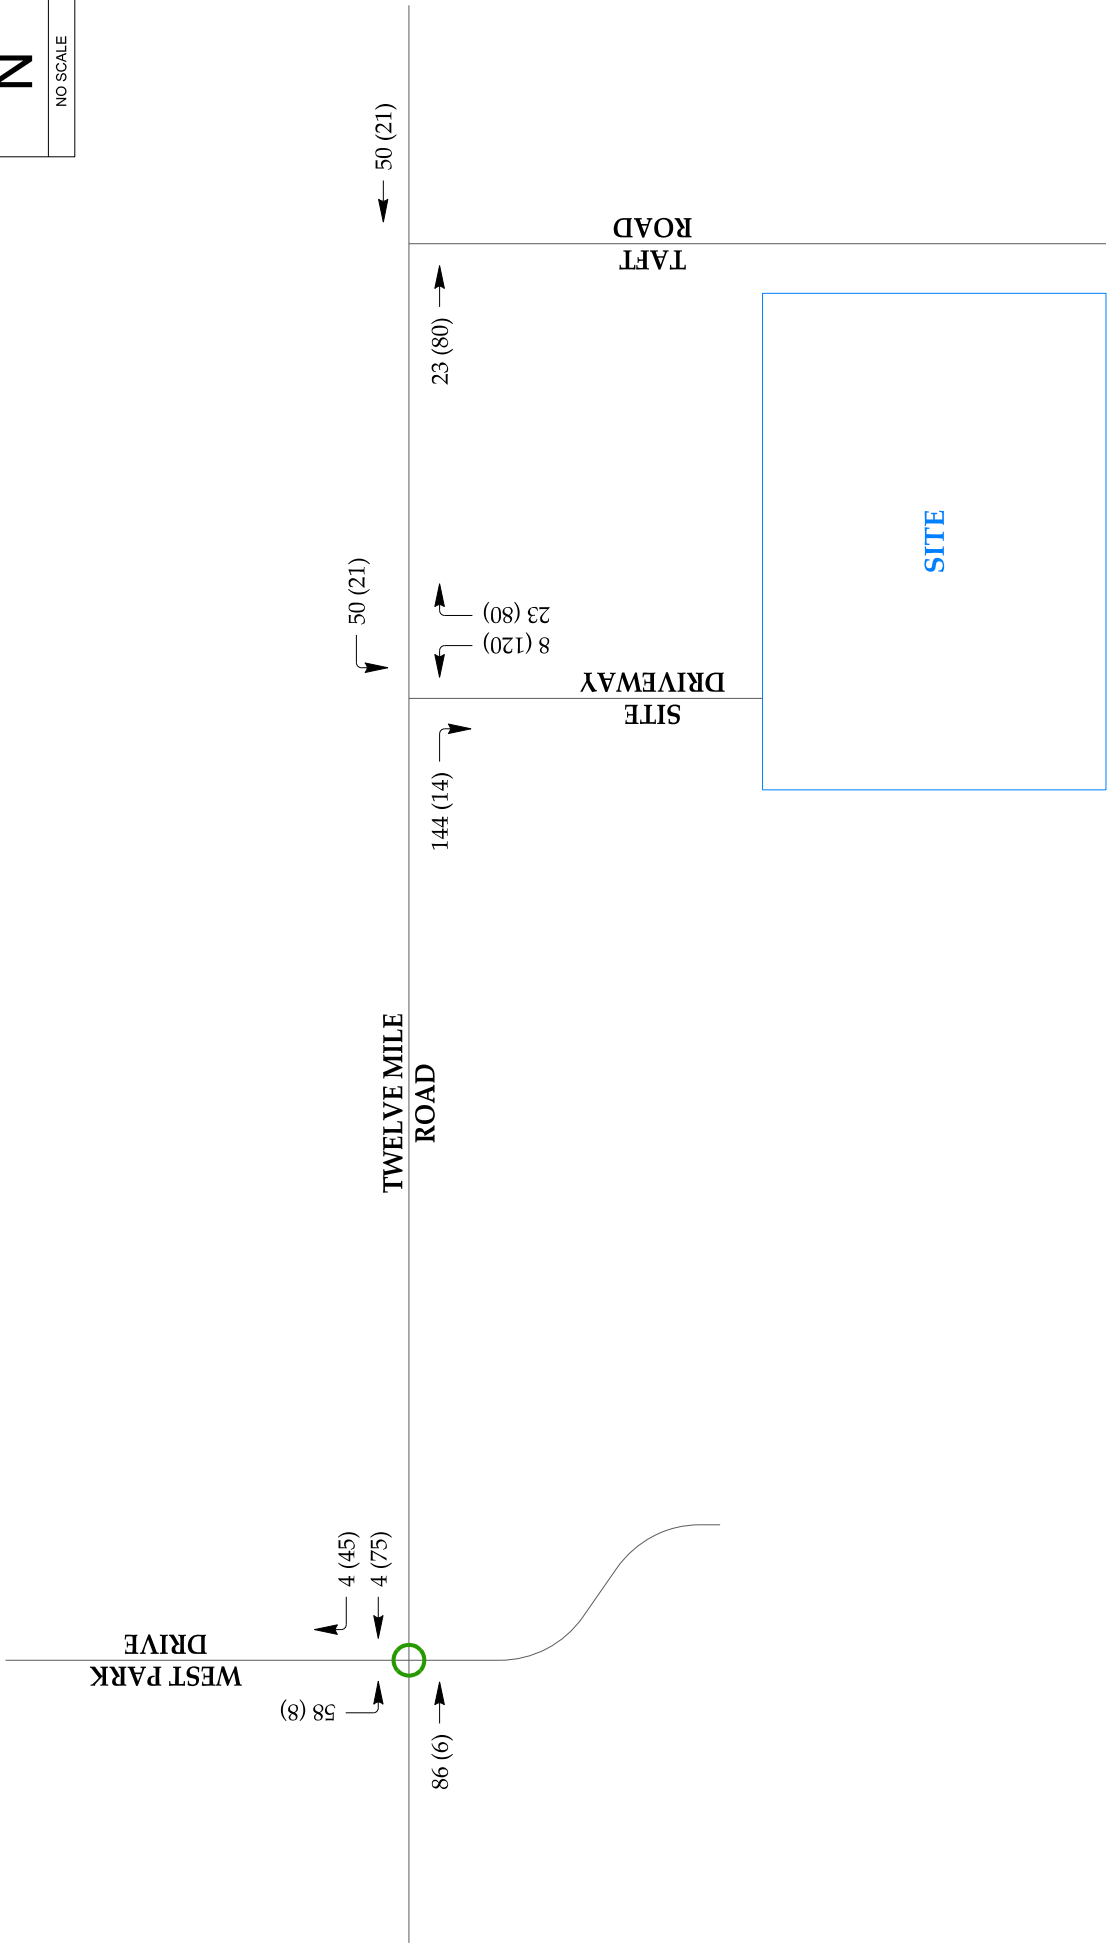 N
NO SCALE
50 (21)
ROAD
TAFT
23 (80)
SITE
50 (21)
23 (80)
8 (120)
DRIVEWAY
SITE
144 (14)
TWELVE MILE
ROAD
4 (45)
4 (75)
DRIVE
WEST PARK
58 (8)
86 (6)